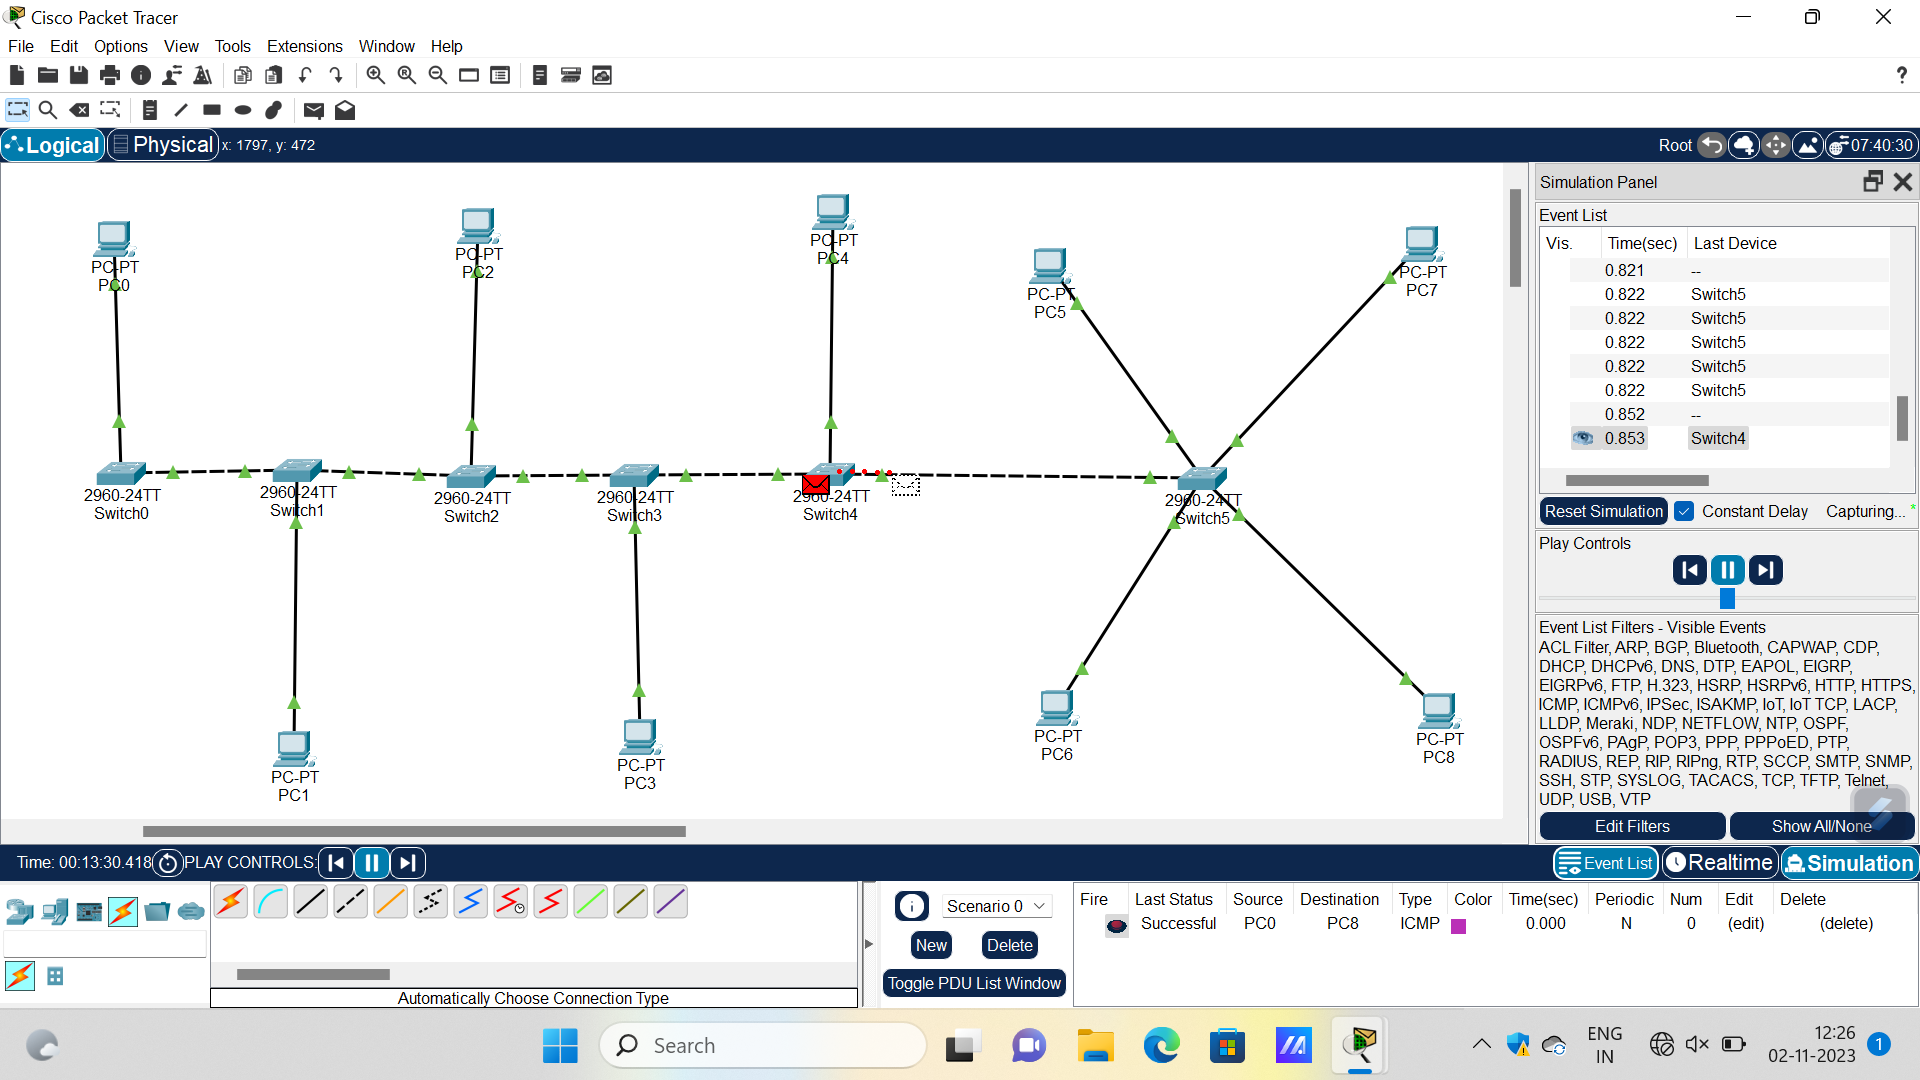 Cisco Packet Tracer
File Edit Options View Tools Extensions Window Help
?
Logical Physical x: 1797, y: 472
Root 07:40:30
PC-PT
PC0
PC-PT
PC2
PC-PT
PC4
PC-PT
PC5
PC-PT
PC7
2960-24TT
Switch0
2960-24TT
Switch1
2960-24TT
Switch2
2960-24TT
Switch3
2960-24TT
Switch4
2960-24TT
Switch5
PC-PT
PC1
PC-PT
PC3
PC-PT
PC6
PC-PT
PC8
Simulation Panel
Event List
Vis. Time(sec) Last Device
0.821 --
0.822 Switch5
0.822 Switch5
0.822 Switch5
0.822 Switch5
0.822 Switch5
0.852 --
0.853 Switch4
Reset Simulation Constant Delay Capturing... *
Play Controls
Event List Filters - Visible Events
ACL Filter, ARP, BGP, Bluetooth, CAPWAP, CDP,
DHCP, DHCPv6, DNS, DTP, EAPOL, EIGRP,
EIGRPv6, FTP, H.323, HSRP, HSRPv6, HTTP, HTTPS,
ICMP, ICMPv6, IPSec, ISAKMP, IoT, IoT TCP, LACP,
LLDP, Meraki, NDP, NETFLOW, NTP, OSPF,
OSPFv6, PAgP, POP3, PPP, PPPoED, PTP,
RADIUS, REP, RIP, RIPng, RTP, SCCP, SMTP, SNMP,
SSH, STP, SYSLOG, TACACS, TCP, TFTP, Telnet,
UDP, USB, VTP
Edit Filters Show All/None
Time: 00:13:30.418 PLAY CONTROLS:
Event List Realtime Simulation
Automatically Choose Connection Type
Scenario 0
New Delete
Toggle PDU List Window
Fire Last Status Source Destination Type Color Time(sec) Periodic Num Edit Delete
Successful PC0 PC8 ICMP 0.000 N 0 (edit) (delete)
Search
ENG
IN
12:26
02-11-2023
1